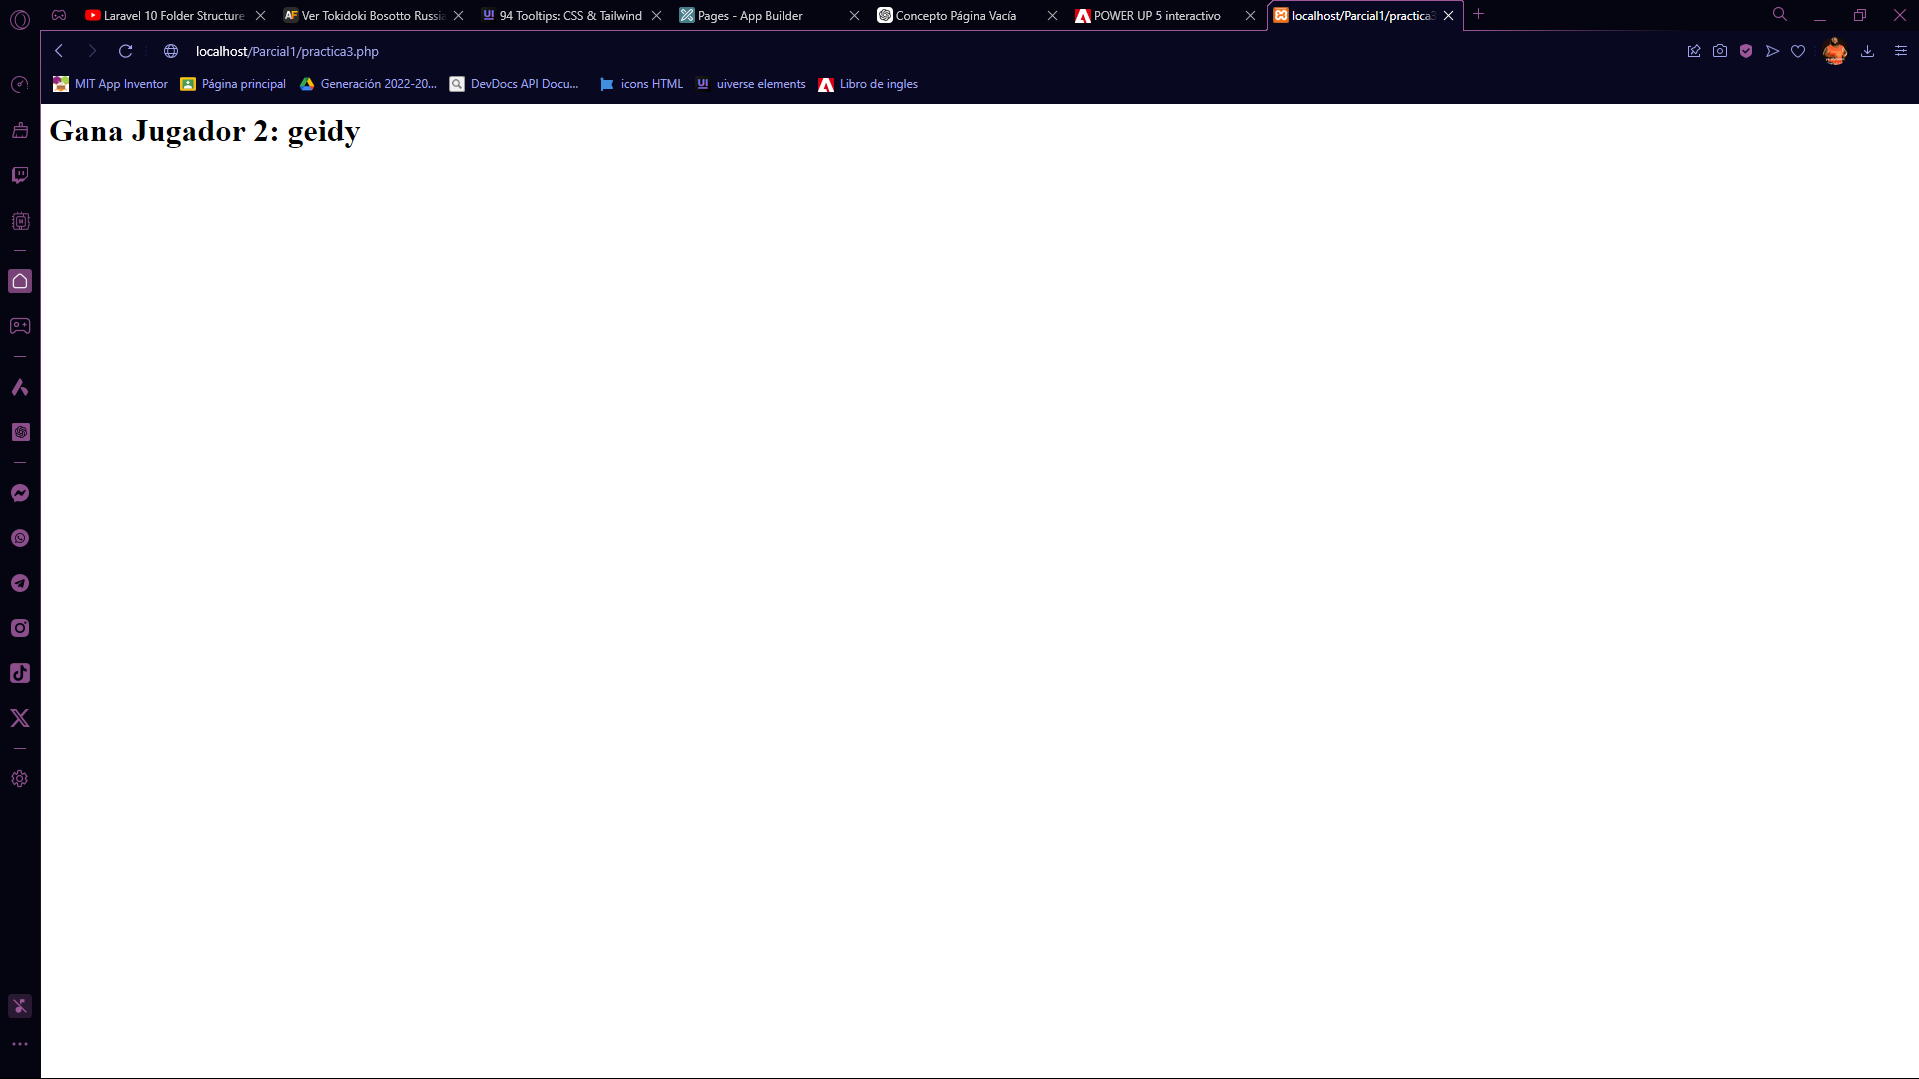 Laravel 10 Folder Structure
Ver Tokidoki Bosotto Russia
94 Tooltips: CSS & Tailwind
Pages - App Builder
Concepto Página Vacía
POWER UP 5 interactivo
localhost/Parcial1/practica3
localhost/Parcial1/practica3.php
MIT App Inventor
Página principal
Generación 2022-20...
DevDocs API Docu...
icons HTML
uiverse elements
Libro de ingles
Gana Jugador 2: geidy